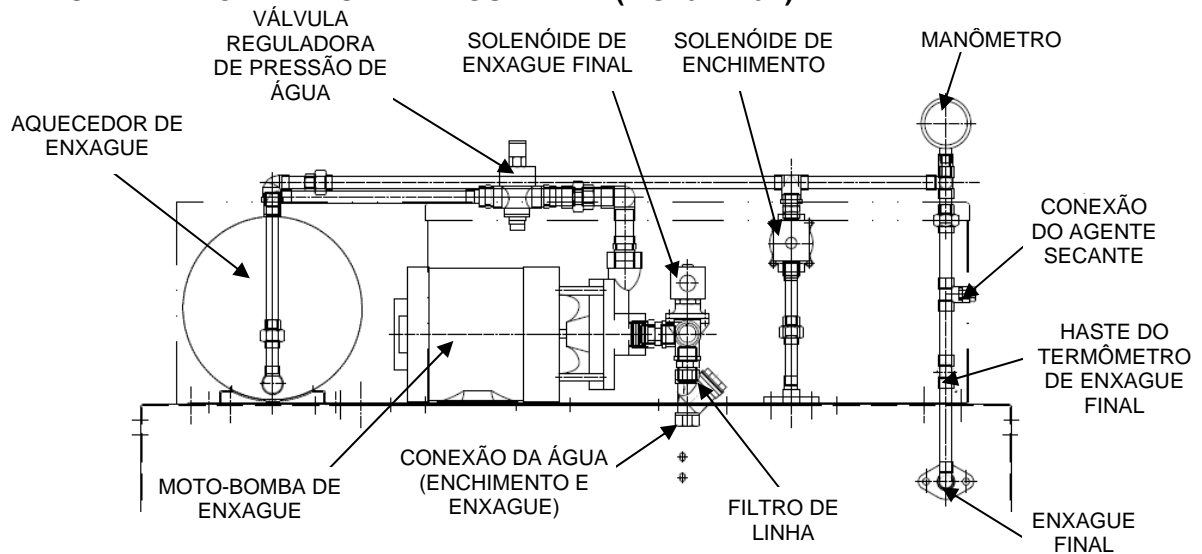 VÁLVULA
REGULADORA
DE PRESSÃO DE
ÁGUA
SOLENÓIDE DE
ENXAGUE FINAL
SOLENÓIDE DE
ENCHIMENTO
MANÔMETRO
AQUECEDOR DE
ENXAGUE
CONEXÃO
DO AGENTE
SECANTE
HASTE DO
TERMÔMETRO
DE ENXAGUE
FINAL
MOTO-BOMBA DE
ENXAGUE
CONEXÃO DA ÁGUA
(ENCHIMENTO E
ENXAGUE)
FILTRO DE
LINHA
ENXAGUE
FINAL